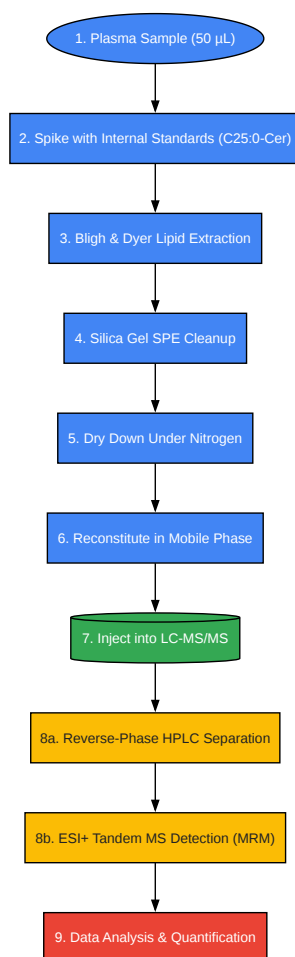 1. Plasma Sample (50 µL)
2. Spike with Internal Standards (C25:0-Cer)
3. Bligh & Dyer Lipid Extraction
4. Silica Gel SPE Cleanup
5. Dry Down Under Nitrogen
6. Reconstitute in Mobile Phase
7. Inject into LC-MS/MS
8a. Reverse-Phase HPLC Separation
8b. ESI+ Tandem MS Detection (MRM)
9. Data Analysis & Quantification